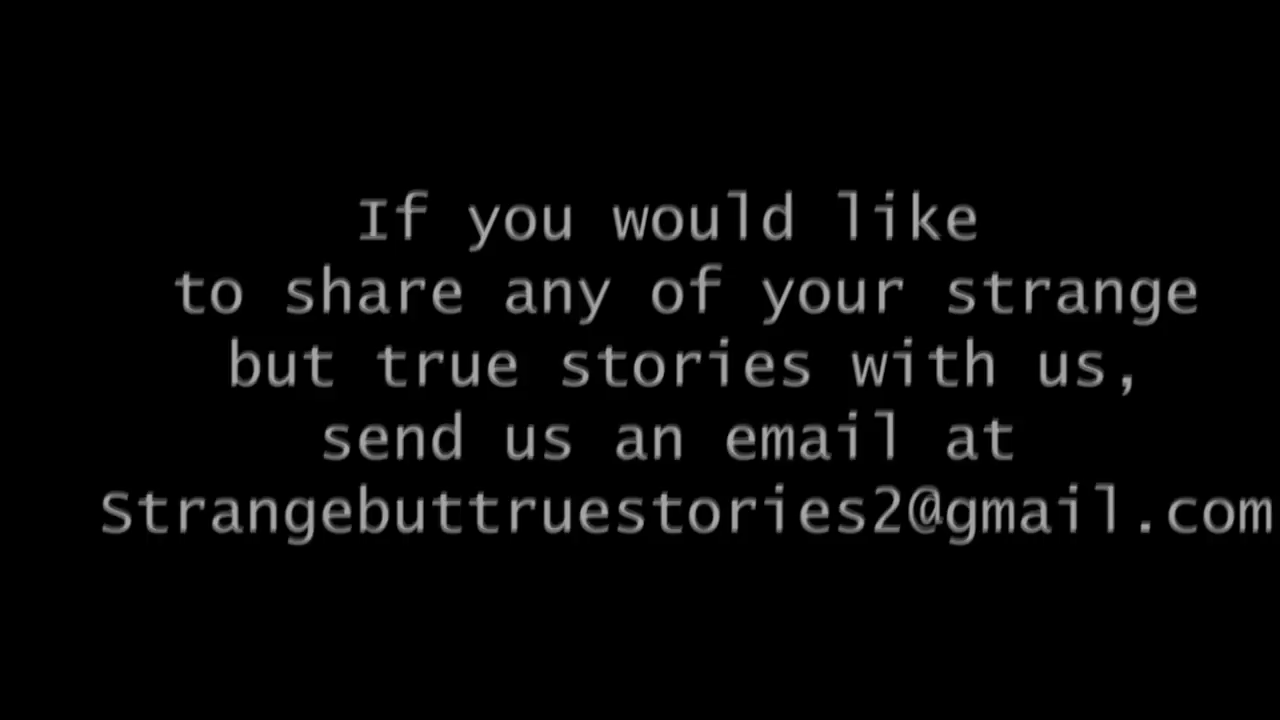 If you would like
to share any of your strange
but true stories with us,
send us an email at
Strangebuttruestories2@gmail.com